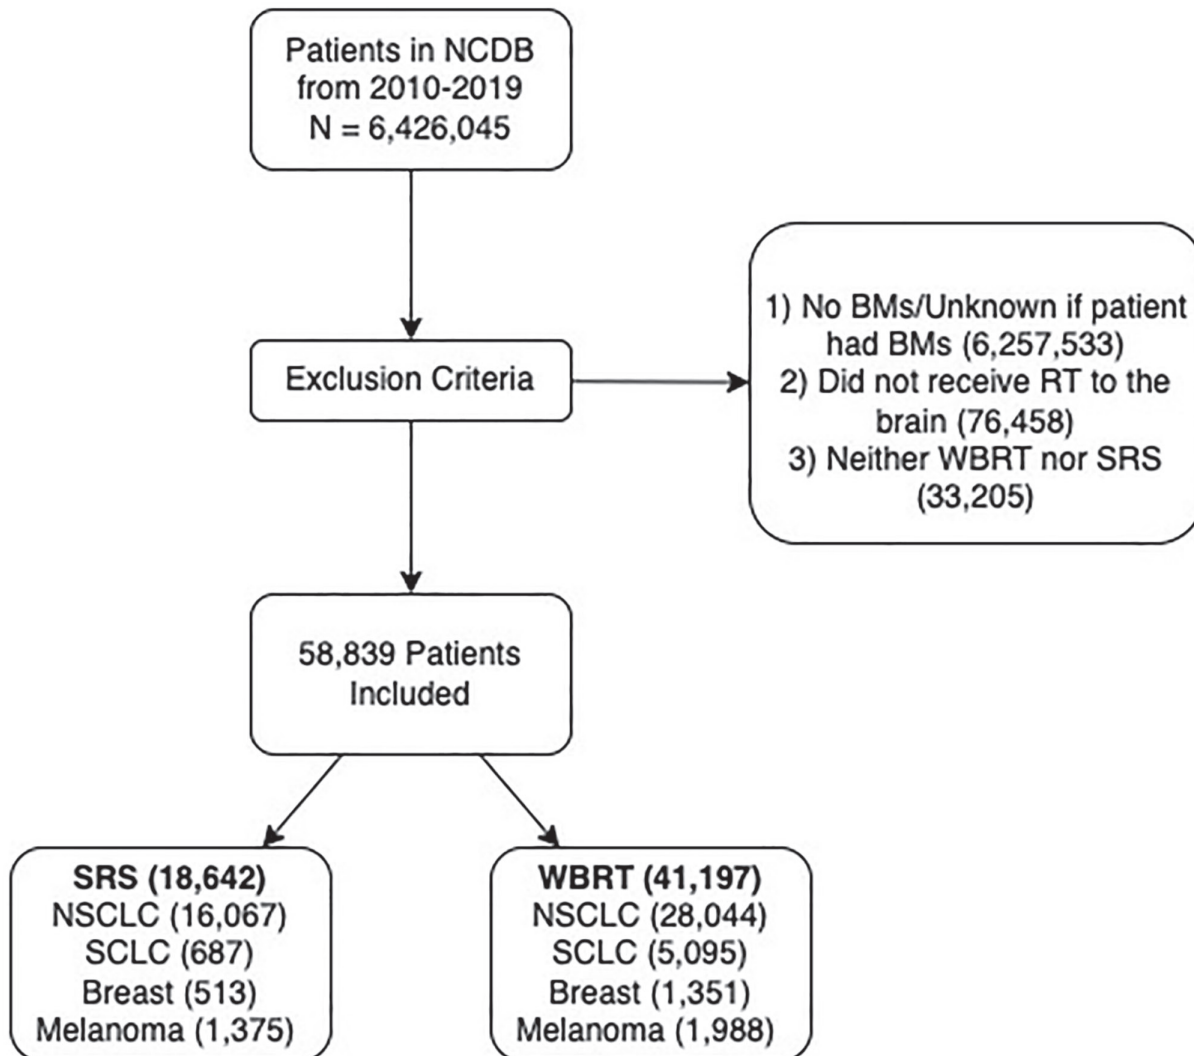 Patients in NCDB
from 2010-2019
N = 6,426,045
Exclusion Criteria
1) No BMs/Unknown if patient
had BMs (6,257,533)
2) Did not receive RT to the
brain (76,458)
3) Neither WBRT nor SRS
(33,205)
58,839 Patients
Included
SRS (18,642)
NSCLC (16,067)
SCLC (687)
Breast (513)
Melanoma (1,375)
WBRT (41,197)
NSCLC (28,044)
SCLC (5,095)
Breast (1,351)
Melanoma (1,988)